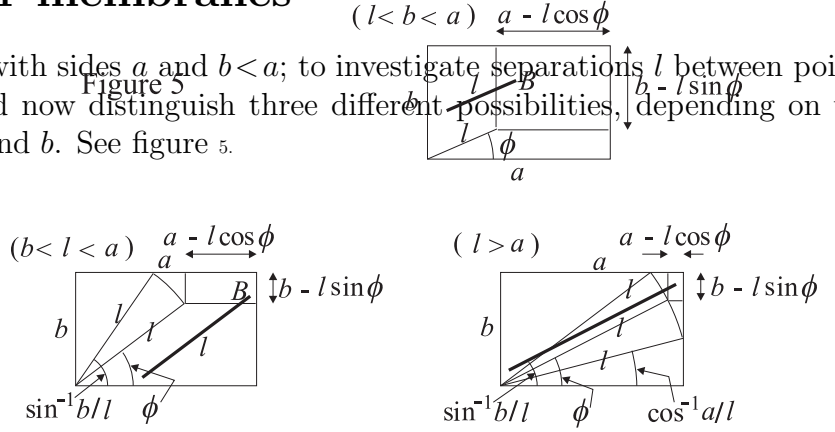 ( l < b < a ) a - l cos ϕ
with sides a and b < a; to investigate separations l between poi
Figure 5
l B b - l sin ϕ
b
d now distinguish three different possibilities, depending on
l ϕ
nd b. See figure 5.
a
( b < l < a ) a - l cos ϕ
a
B b - l sin ϕ
b l l l
sin⁻¹ b/l ϕ
( l > a ) a - l cos ϕ
a
l b - l sin ϕ
b l
l
sin⁻¹ b/l ϕ cos⁻¹ a/l